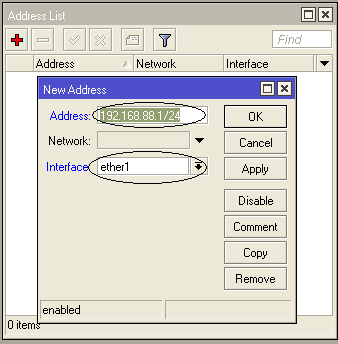 Address List
Find
Address Network Interface
New Address
Address: 192.168.88.1/24
OK
Network:
Cancel
Interface: ether1
Apply
Disable
Comment
Copy
Remove
enabled
0 items